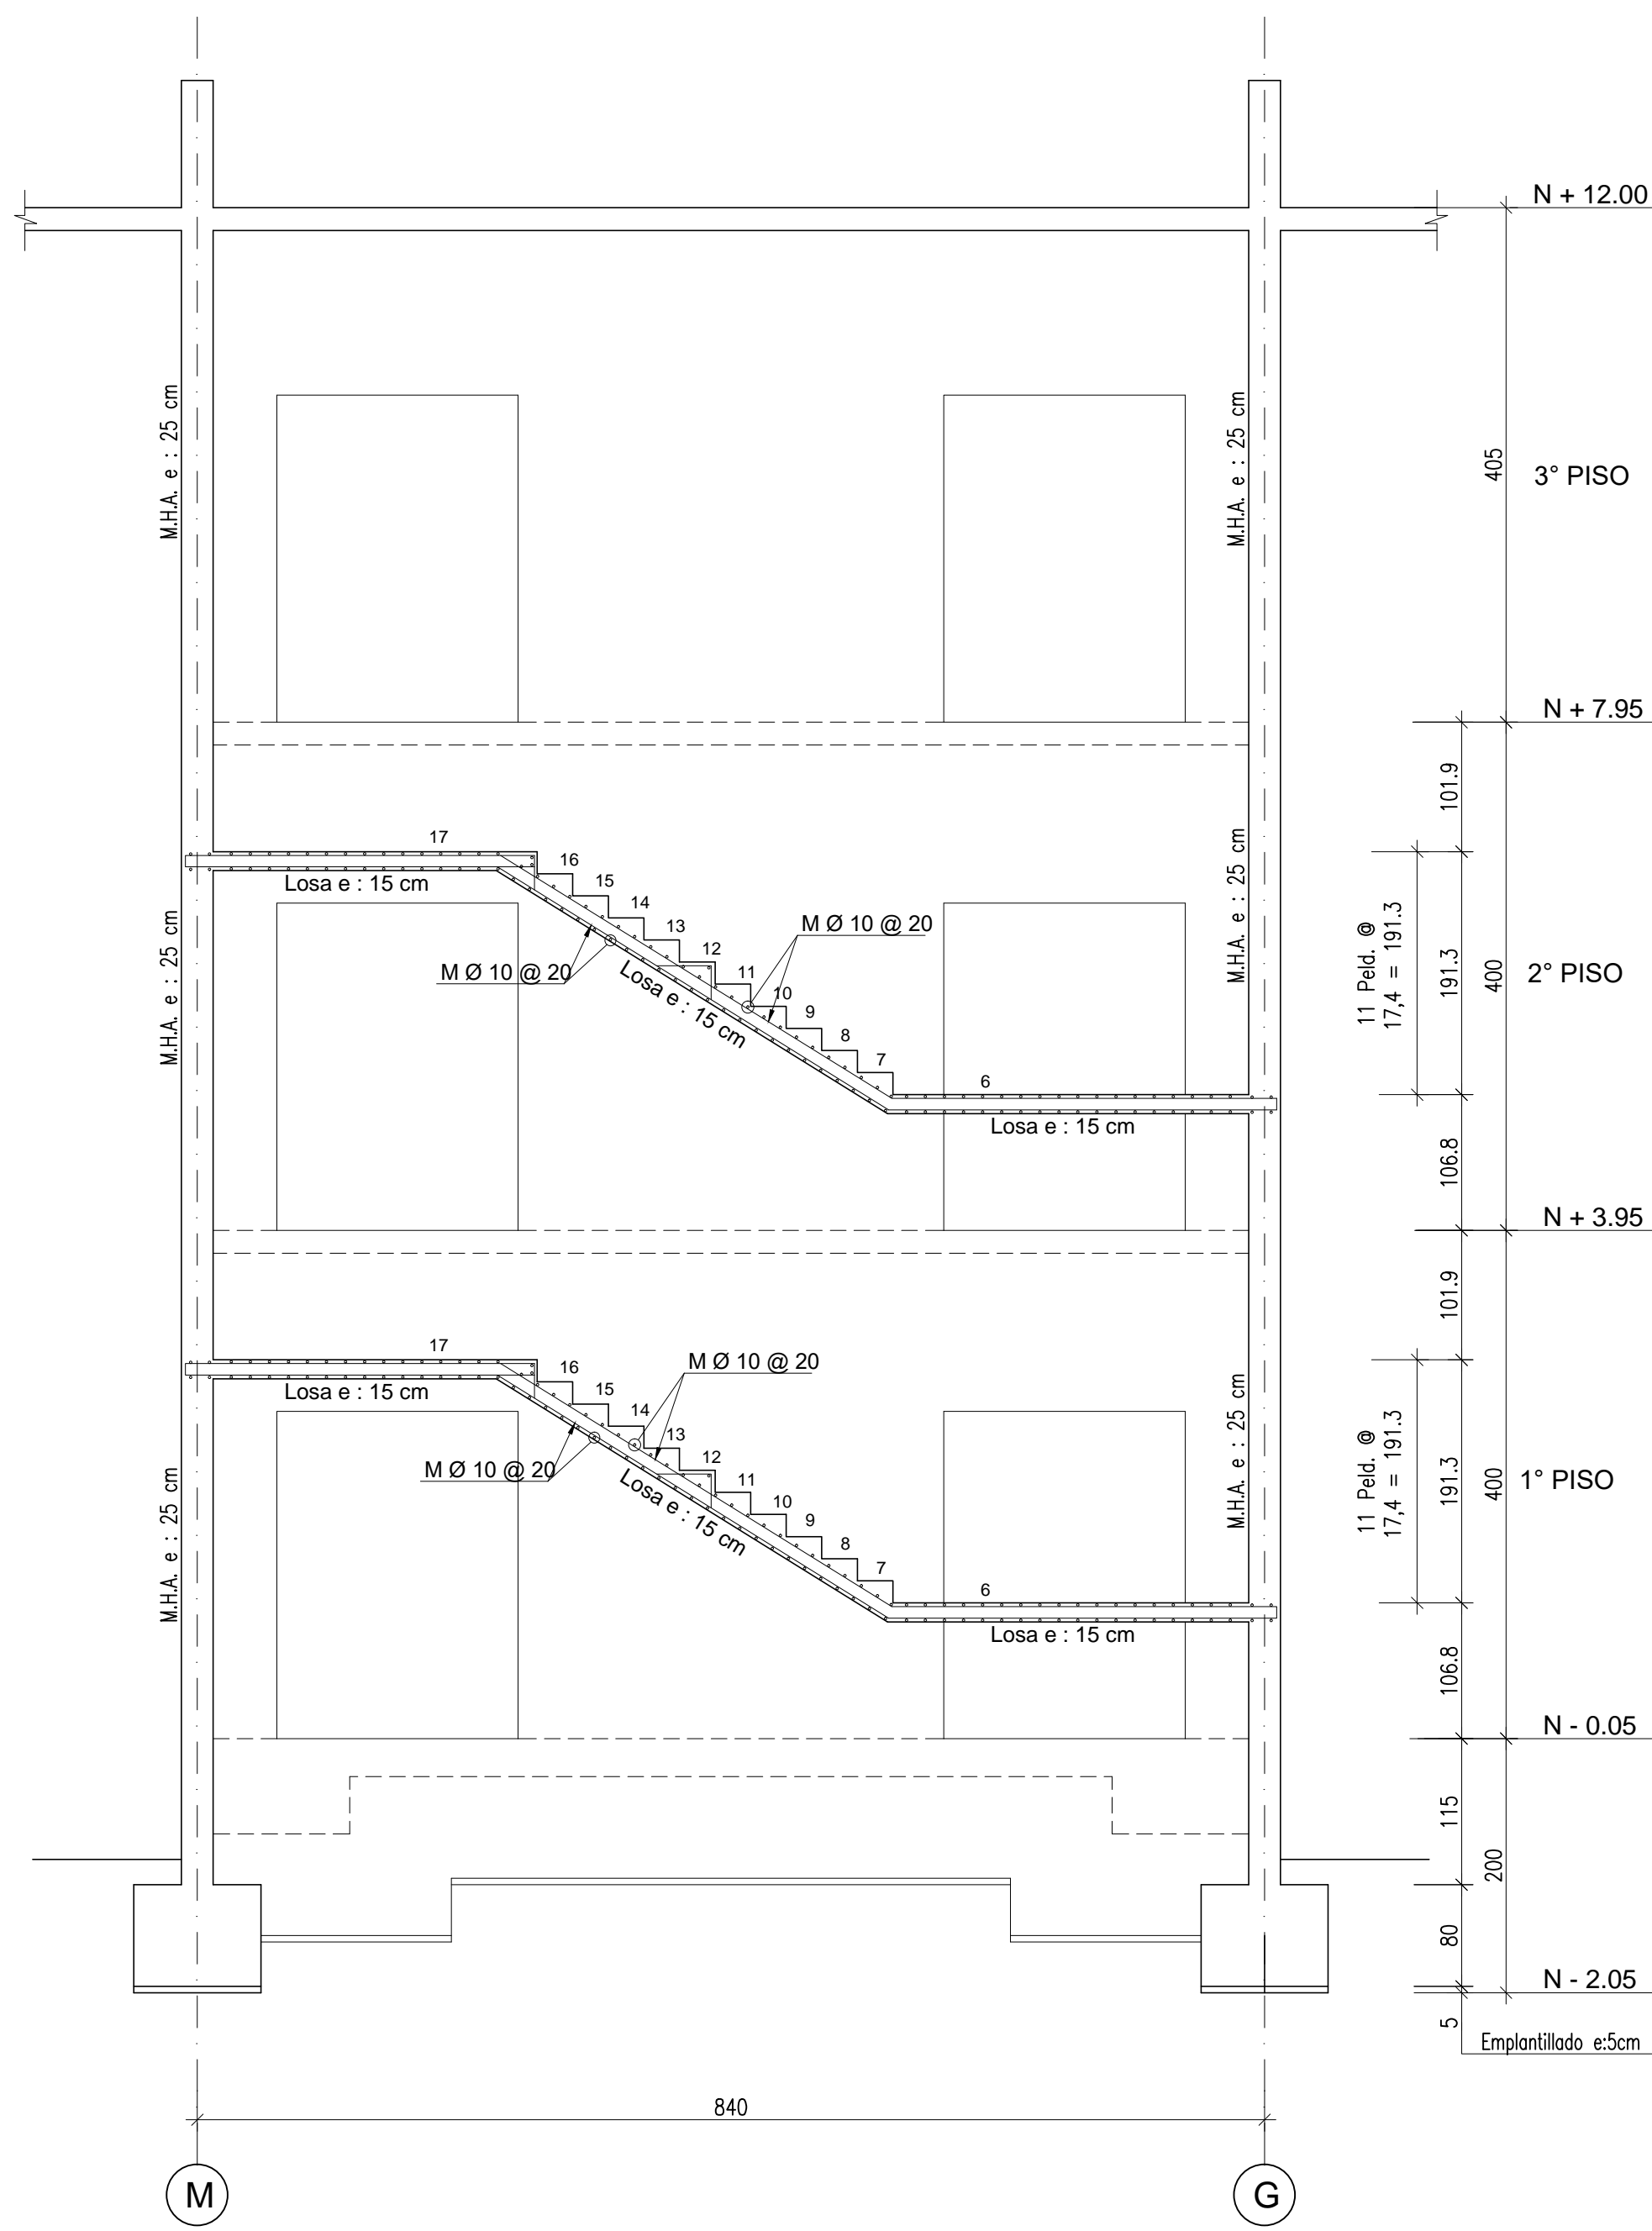 N + 12.00
M.H.A. e : 25 cm
M.H.A. e : 25 cm
405
3° PISO
N + 7.95
101.9
17
16
15
14
13
12
11
10
9
8
7
6
Losa e : 15 cm
M Ø 10 @ 20
M Ø 10 @ 20
Losa e : 15 cm
Losa e : 15 cm
M.H.A. e : 25 cm
M.H.A. e : 25 cm
11 Peld. @
17,4 = 191.3
191.3
400
2° PISO
106.8
N + 3.95
101.9
17
16
15
14
13
12
11
10
9
8
7
6
Losa e : 15 cm
M Ø 10 @ 20
M Ø 10 @ 20
Losa e : 15 cm
Losa e : 15 cm
M.H.A. e : 25 cm
M.H.A. e : 25 cm
11 Peld. @
17,4 = 191.3
191.3
400
1° PISO
106.8
N - 0.05
115
200
80
N - 2.05
5
Emplantillado e:5cm
840
M
G